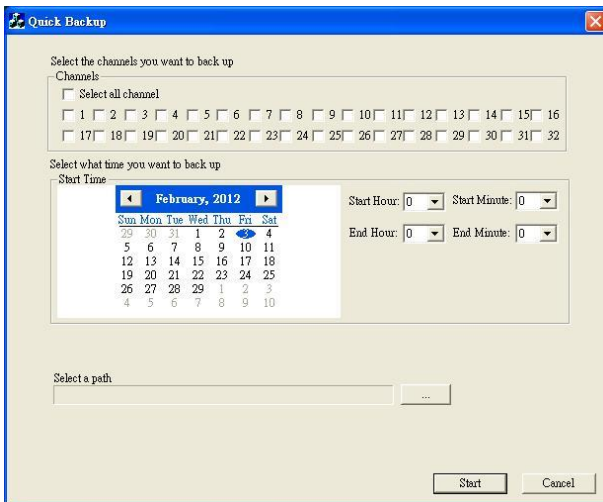 Quick Backup
Select the channels you want to back up
Channels
Select all channel
1 2 3 4 5 6 7 8 9 10 11 12 13 14 15 16
17 18 19 20 21 22 23 24 25 26 27 28 29 30 31 32
Select what time you want to back up
Start Time
February, 2012
Sun Mon Tue Wed Thu Fri Sat
29 30 31 1 2 3 4
5 6 7 8 9 10 11
12 13 14 15 16 17 18
19 20 21 22 23 24 25
26 27 28 29 1 2 3
4 5 6 7 8 9 10
Start Hour: 0 Start Minute: 0
End Hour: 0 End Minute: 0
Select a path
...
Start Cancel